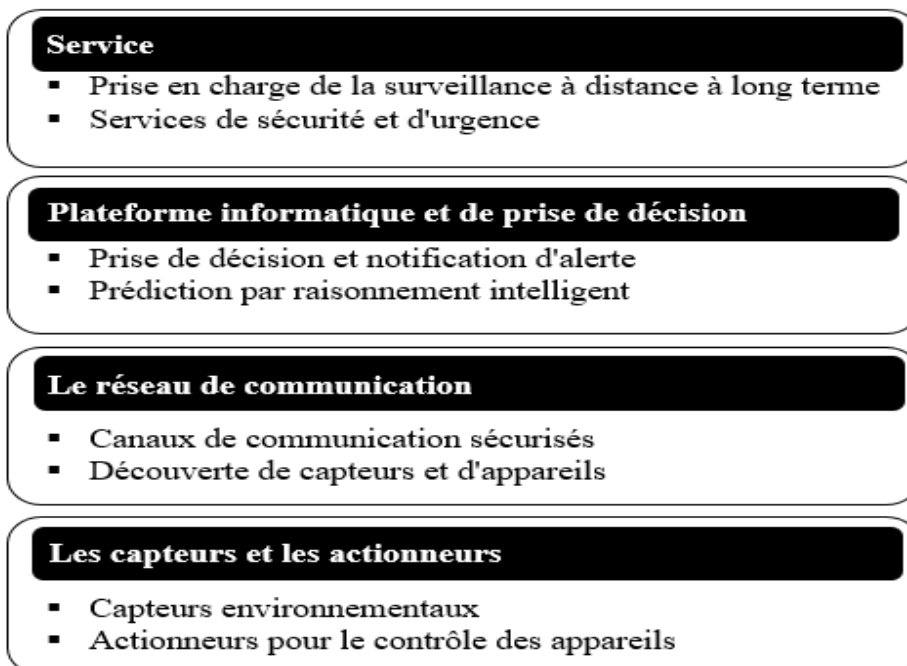 Service
▪ Prise en charge de la surveillance à distance à long terme
▪ Services de sécurité et d'urgence
Plateforme informatique et de prise de décision
▪ Prise de décision et notification d'alerte
▪ Prédiction par raisonnement intelligent
Le réseau de communication
▪ Canaux de communication sécurisés
▪ Découverte de capteurs et d'appareils
Les capteurs et les actionneurs
▪ Capteurs environnementaux
▪ Actionneurs pour le contrôle des appareils